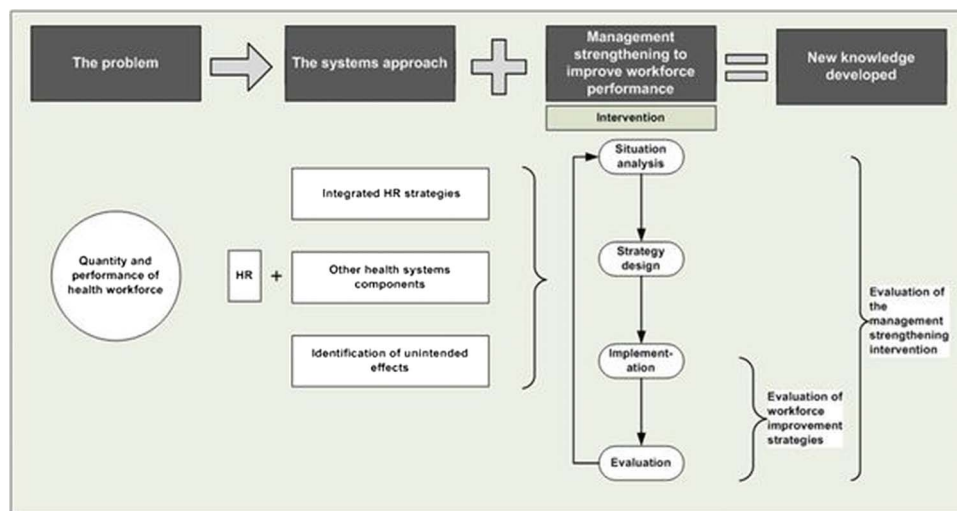 The problem
The systems approach
Management
strengthening to
improve workforce
performance
New knowledge
developed
Intervention
Situation
analysis
Integrated HR strategies
Quantity and
performance of
health workforce
HR
+
Other health systems
components
Strategy
design
Identification of unintended
effects
Implement-
ation
Evaluation
Evaluation of
workforce
improvement
strategies
Evaluation of
the
management
strengthening
intervention